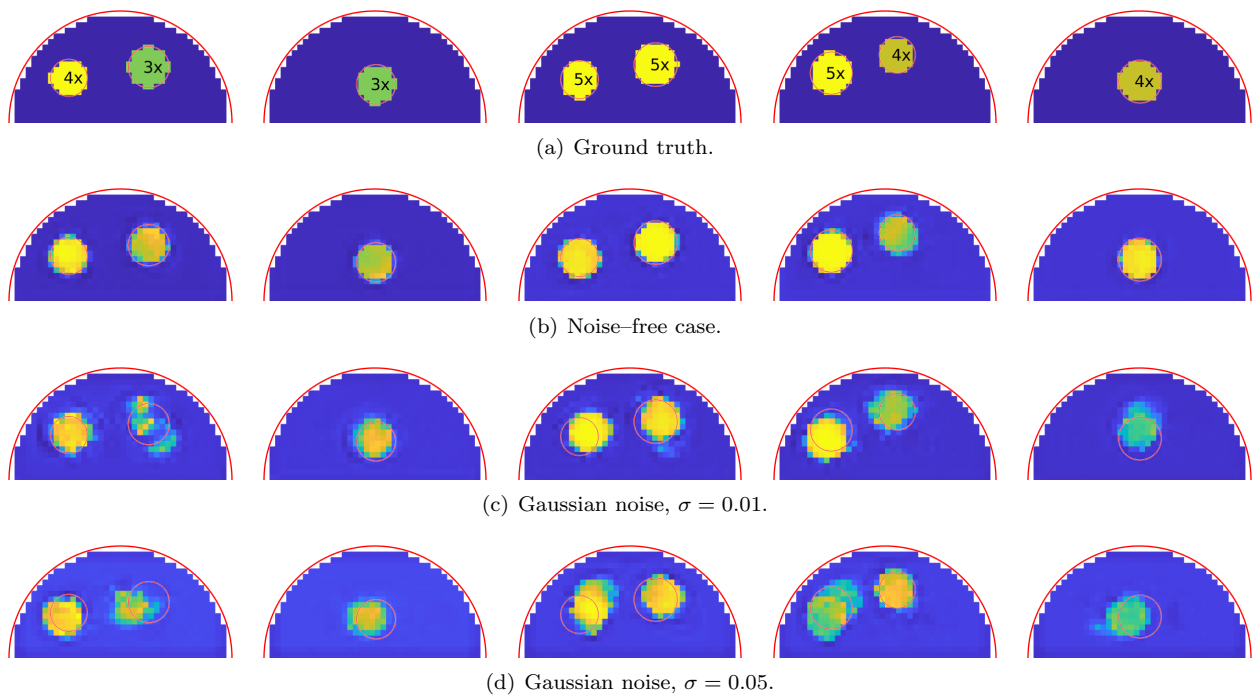 4x 3x 3x 5x 5x 5x 4x 4x
(a) Ground truth.
(b) Noise–free case.
(c) Gaussian noise, σ = 0.01.
(d) Gaussian noise, σ = 0.05.